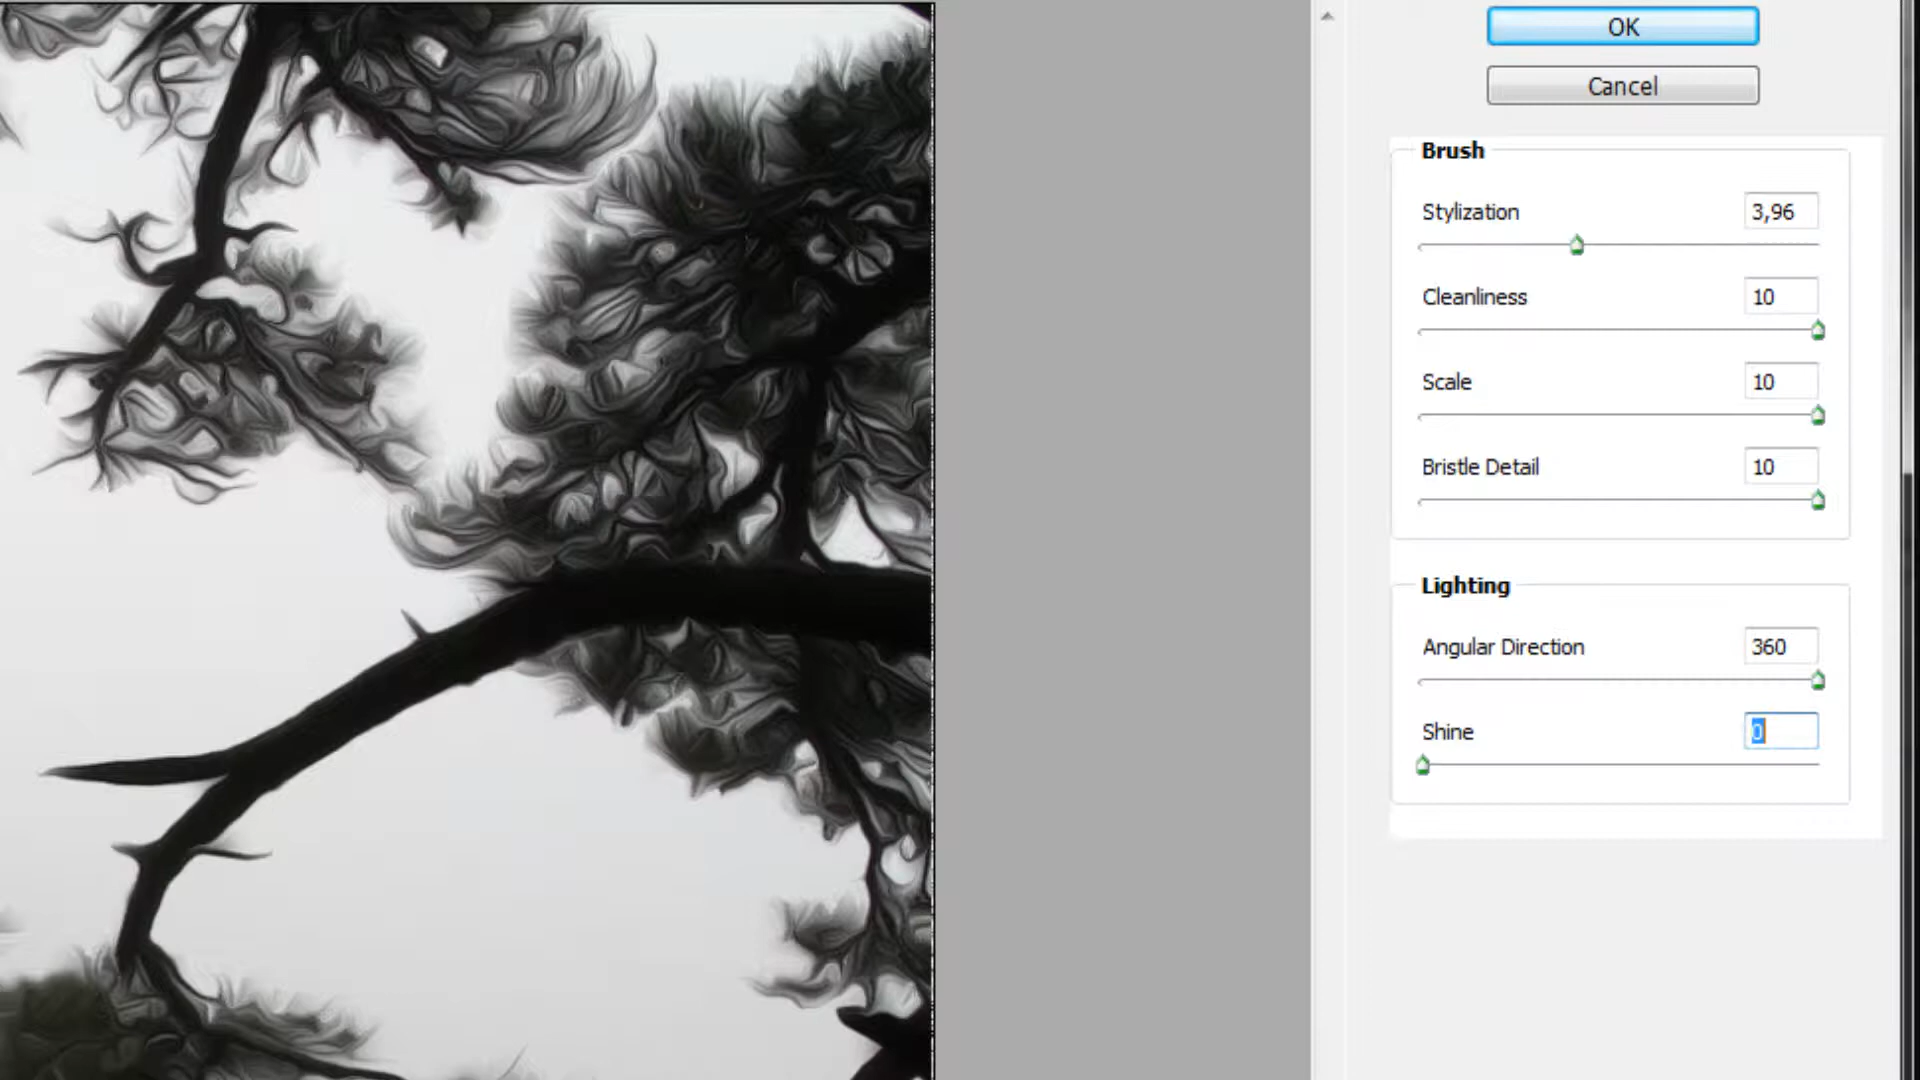 OK
Cancel
Brush
Stylization 3,96
Cleanliness 10
Scale 10
Bristle Detail 10
Lighting
Angular Direction 360
Shine 0